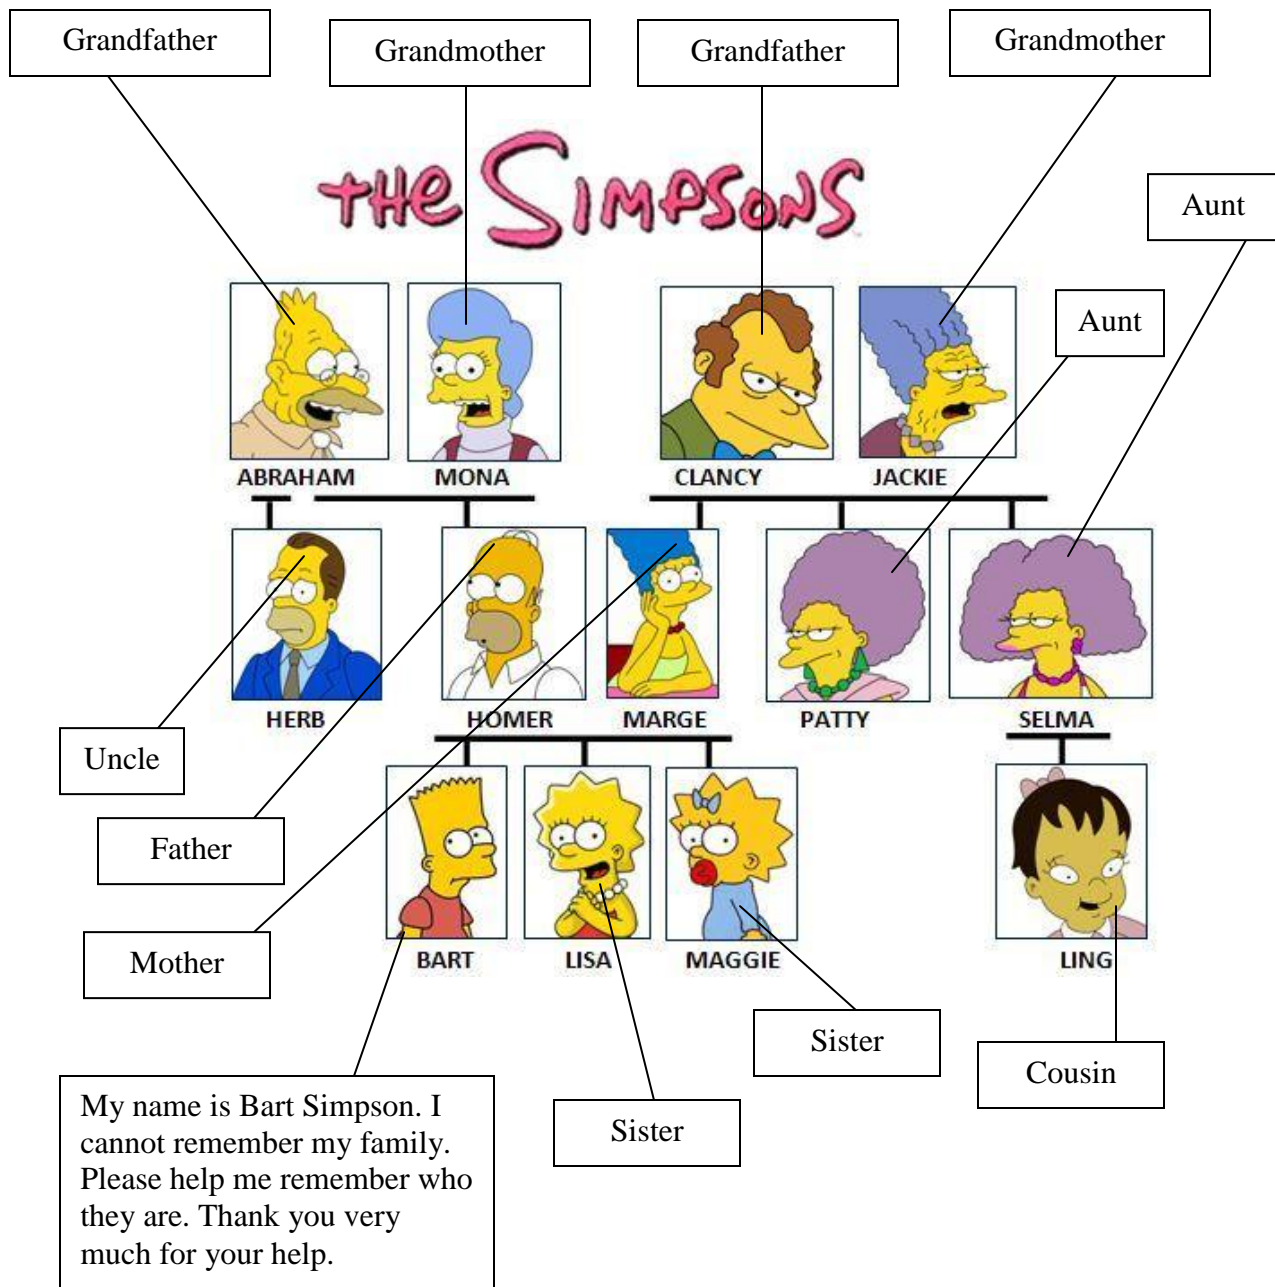 Grandfather
Grandmother
Grandfather
Grandmother
THE SIMPSONS
Aunt
Aunt
ABRAHAM
MONA
CLANCY
JACKIE
HERB
HOMER
MARGE
PATTY
SELMA
Uncle
Father
Mother
BART
LISA
MAGGIE
LING
Sister
Cousin
Sister
My name is Bart Simpson. I
cannot remember my family.
Please help me remember who
they are. Thank you very
much for your help.